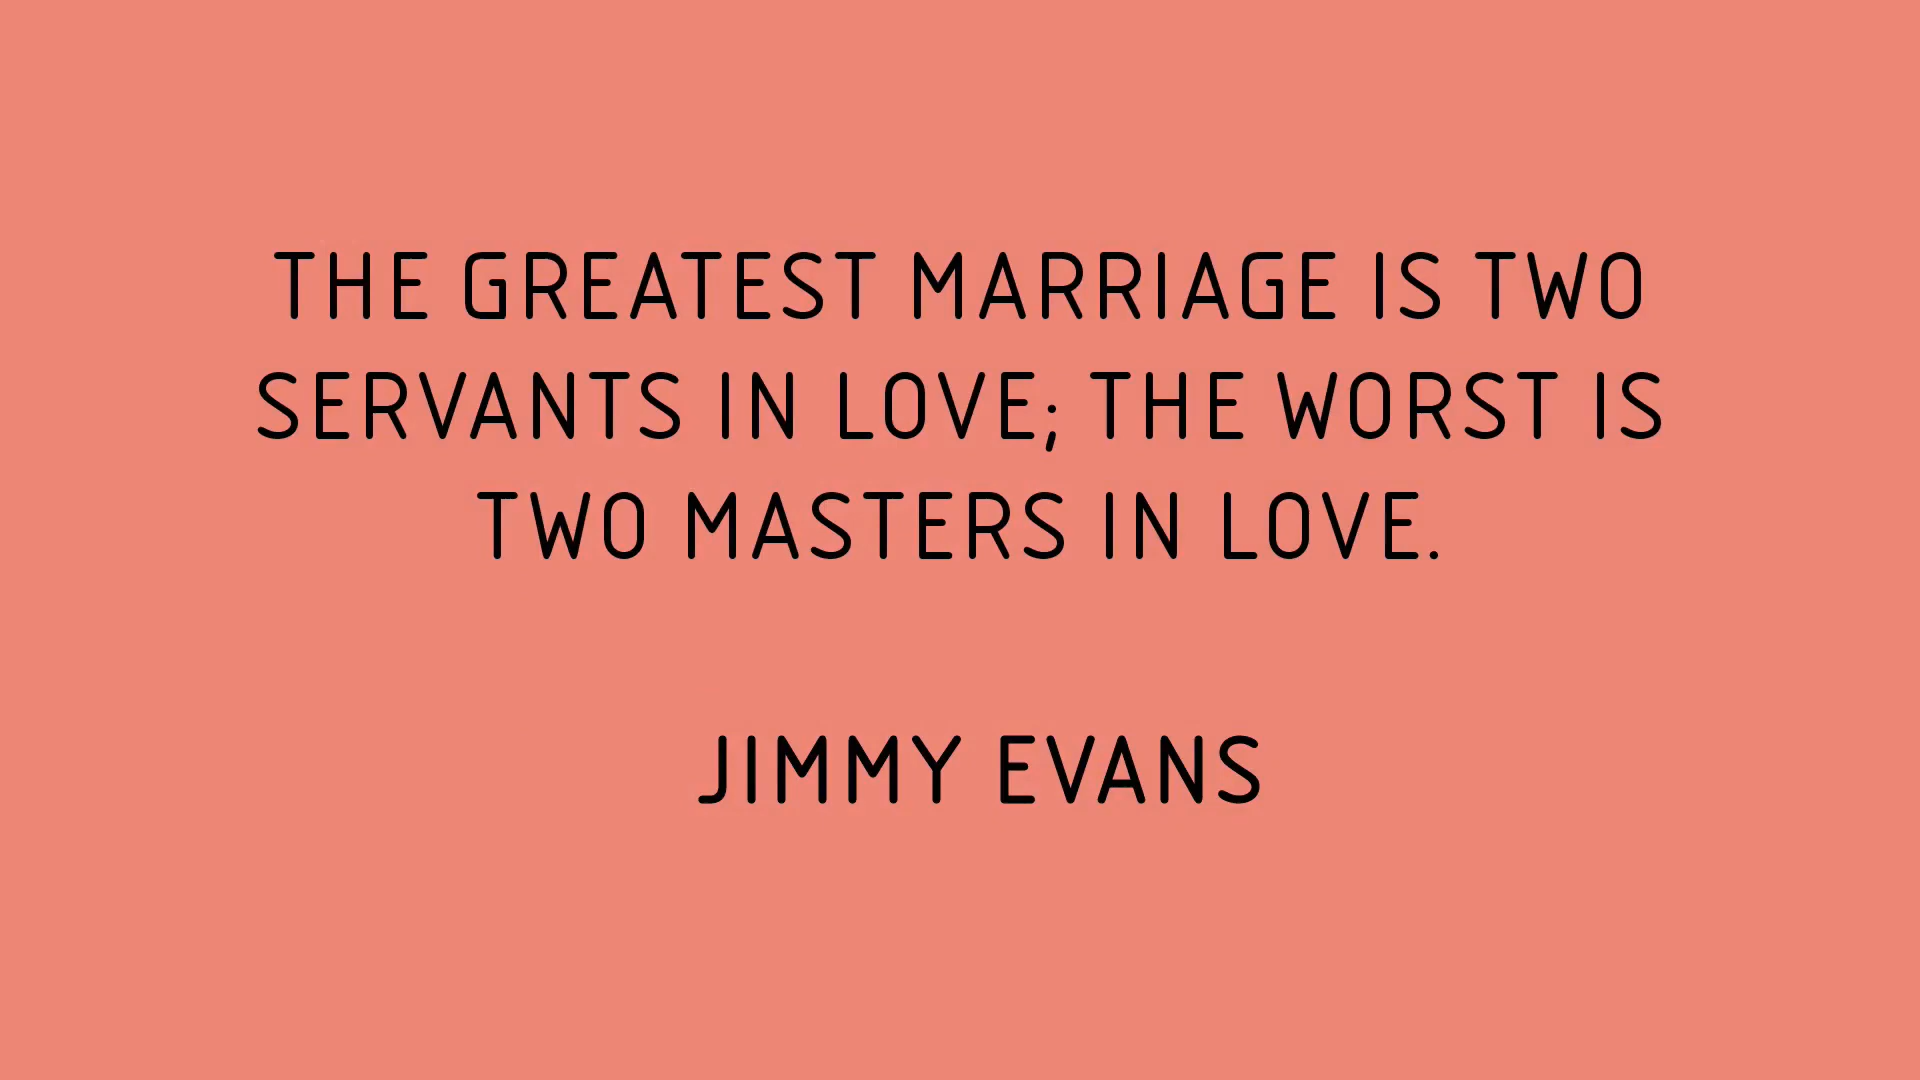 THE GREATEST MARRIAGE IS TWO
SERVANTS IN LOVE; THE WORST IS
TWO MASTERS IN LOVE.
JIMMY EVANS